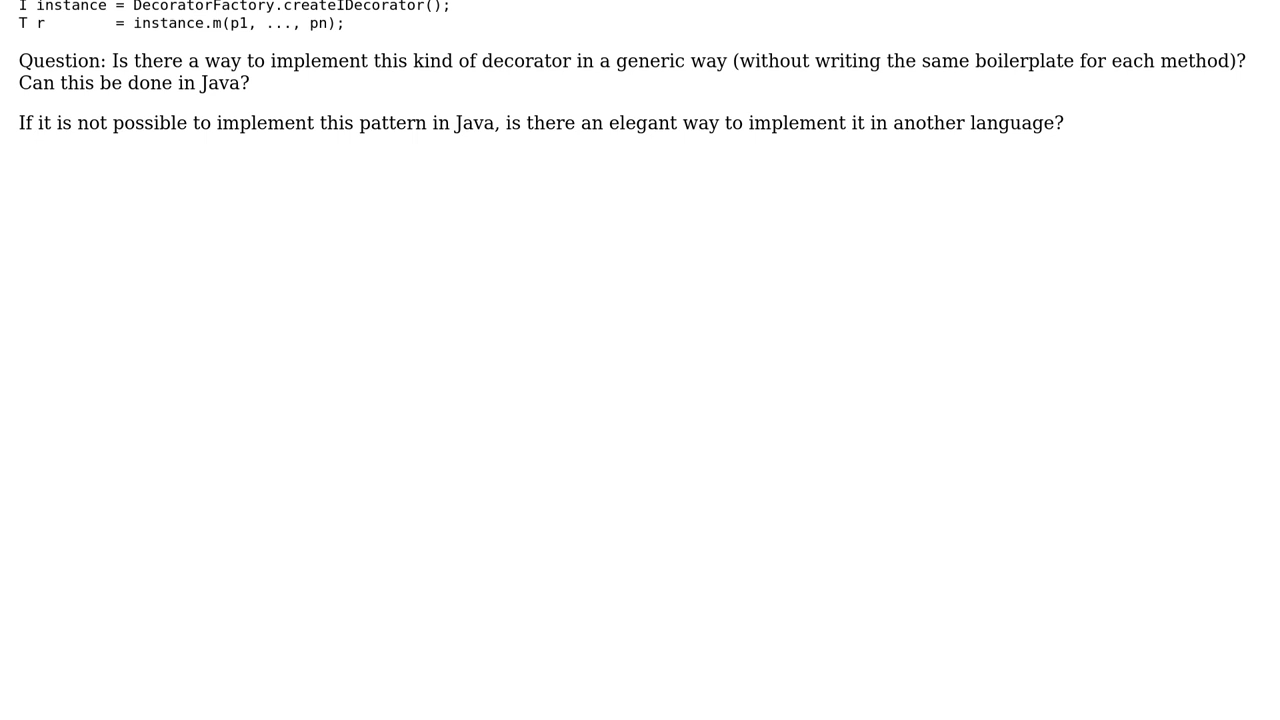 I instance = DecoratorFactory.createIDecorator();
T r        = instance.m(p1, ..., pn);
Question: Is there a way to implement this kind of decorator in a generic way (without writing the same boilerplate for each method)?
Can this be done in Java?
If it is not possible to implement this pattern in Java, is there an elegant way to implement it in another language?